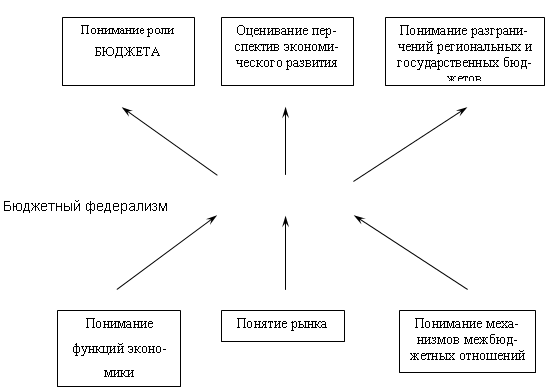 Понимание роли
БЮДЖЕТА
Оценивание пер-
спектив экономи-
ческого развития
Понимание разграни-
чений региональных и
государственных бюд-
жетов
Бюджетный федерализм
Понимание
функций эконо-
мики
Понятие рынка
Понимание меха-
низмов межбюд-
жетных отношений